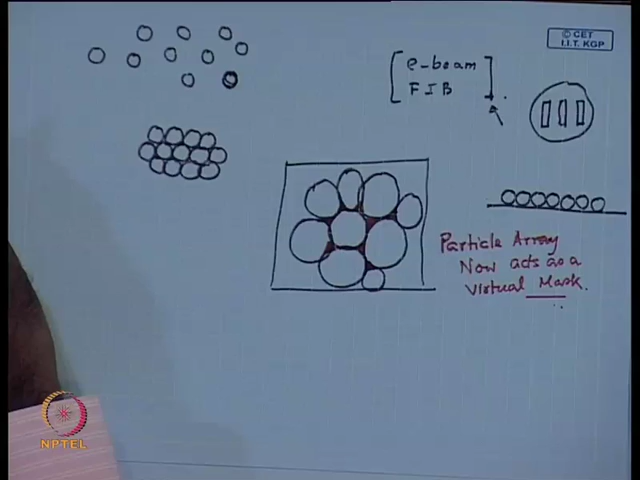 © CET
I.I.T. KGP
e-beam
FIB
Particle Array
Now acts as a
Virtual Mask.
NPTEL